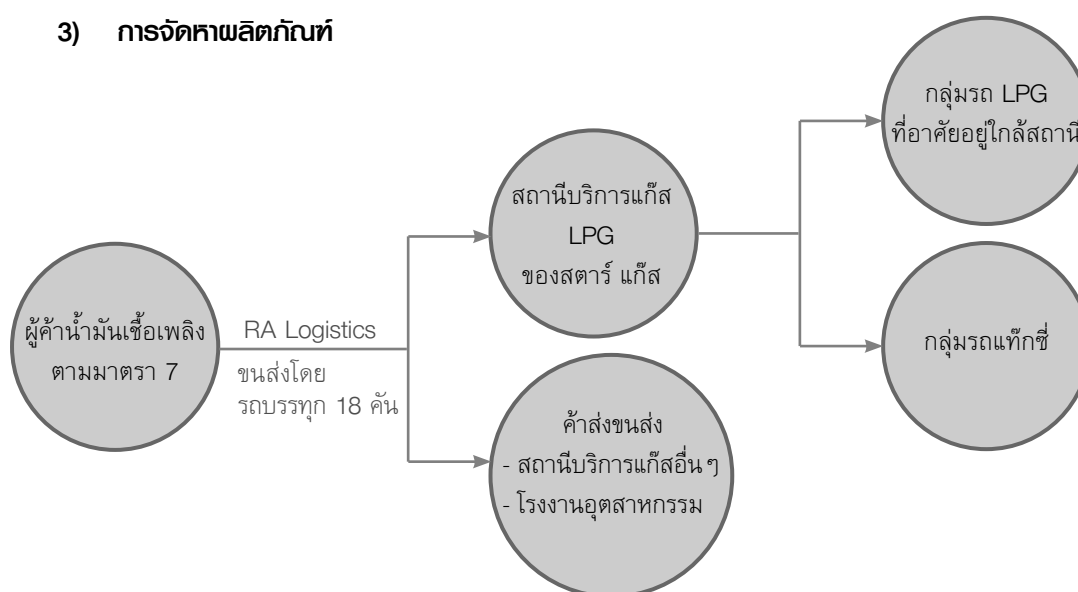 3) การจัดหาผลิตภัณฑ์
ผู้ค้าน้ำมันเชื้อเพลิง
ตามมาตรา 7
RA Logistics
ขนส่งโดย
รถบรรทุก 18 คัน
สถานีบริการแก๊ส
LPG
ของสตาร์ แก๊ส
ค้าส่งขนส่ง
- สถานีบริการแก๊สอื่น ๆ
- โรงงานอุตสาหกรรม
กลุ่มรถ LPG
ที่อาศัยอยู่ใกล้สถานี
กลุ่มรถแท๊กซี่